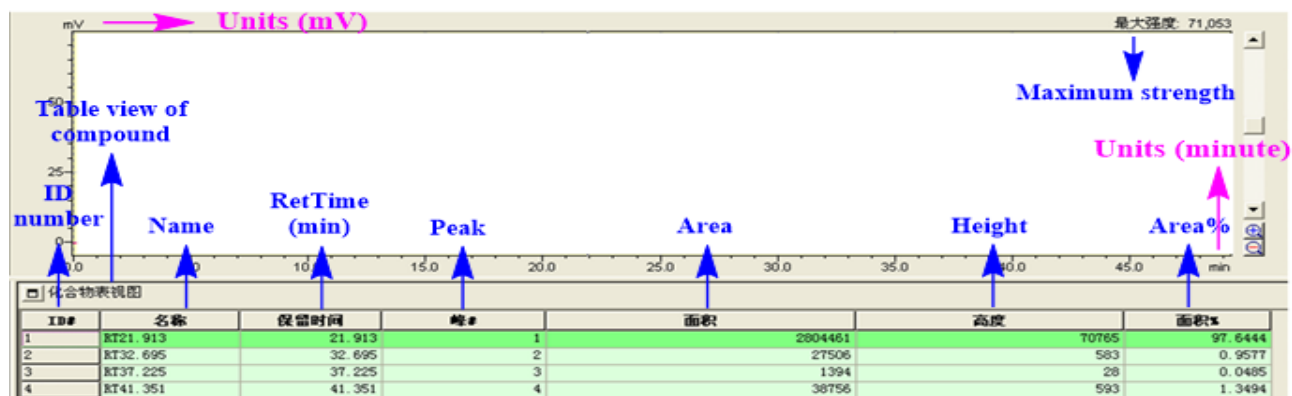 mV
Units (mV)
最大强度: 71,053
Maximum strength
50
Table view of
compound
Units (minute)
25
ID
number
Name
RetTime
(min)
Peak
Area
Height
Area%
0
0.0 5.0 10.0 15.0 20.0 25.0 30.0 35.0 40.0 45.0 min
化合物表视图
ID# 名称 保留时间 峰# 面积 高度 面积%
1 RT21.913 21.913 1 2804461 70765 97.6444
2 RT32.695 32.695 2 27506 583 0.9577
3 RT37.225 37.225 3 1394 28 0.0485
4 RT41.351 41.351 4 38756 593 1.3494